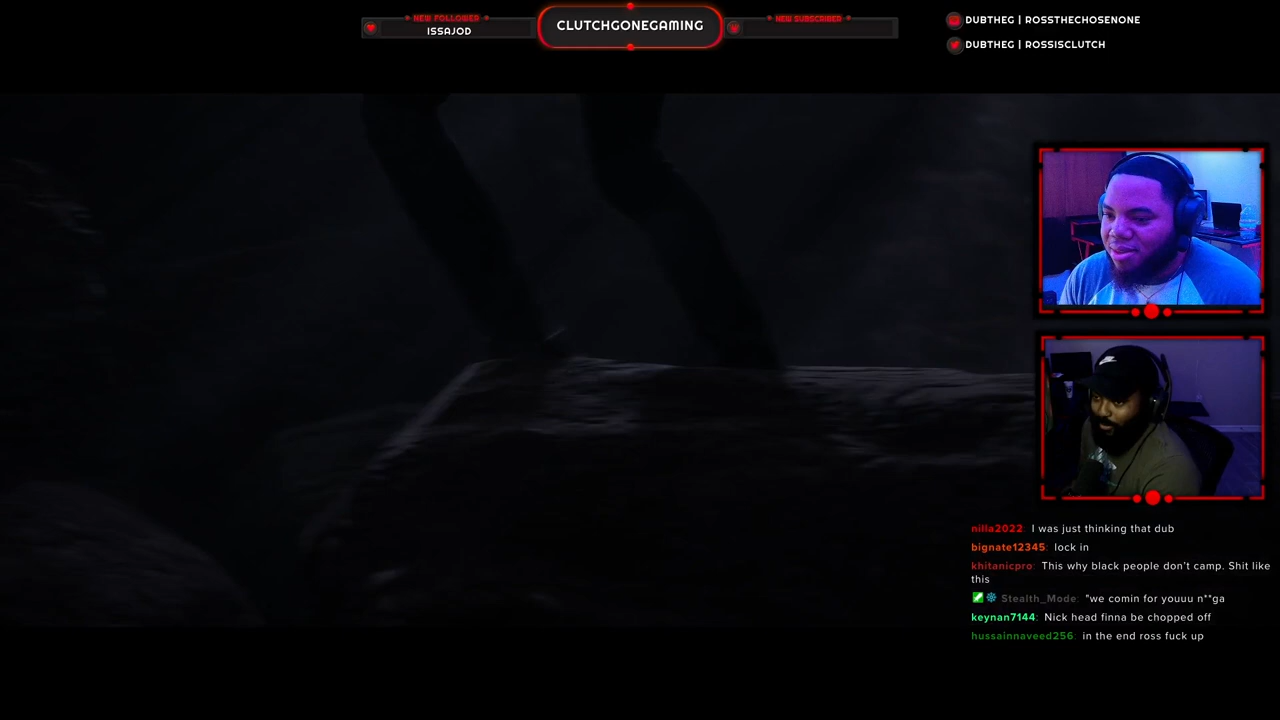 NEW FOLLOWER
ISSAJOD
CLUTCHGONEGAMING
NEW SUBSCRIBER
DUBTHEG | ROSSTHECHOSENONE
DUBTHEG | ROSSISCLUTCH
nilla2022: I was just thinking that dub
bignate12345: lock in
khitanicpro: This why black people don't camp. Shit like
this
Stealth_Mode: "we comin for youuu n**ga
keynan7144: Nick head finna be chopped off
hussainnaveed256: in the end ross fuck up